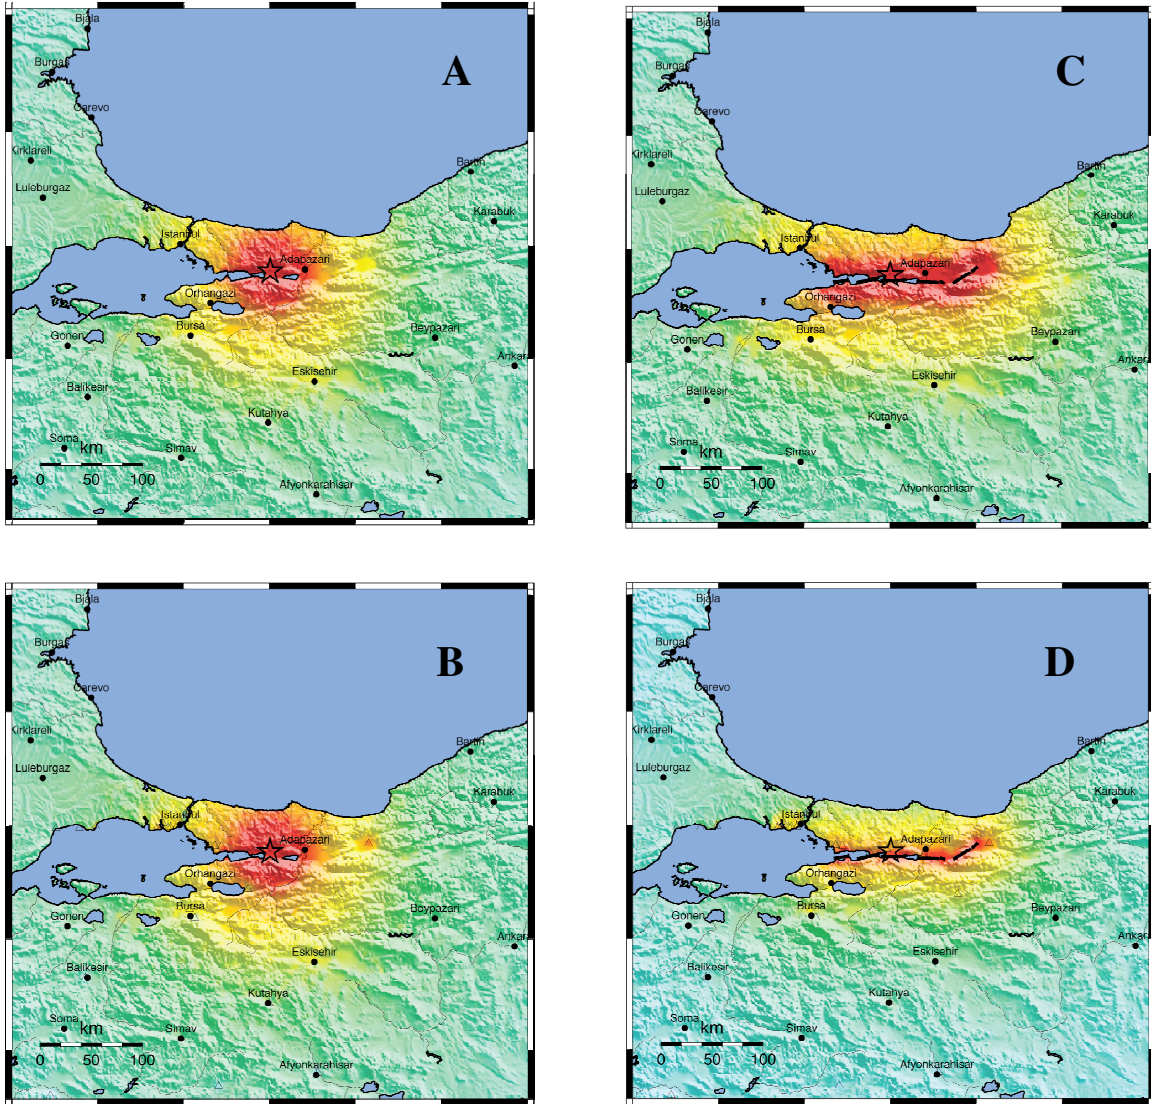 A
Bjala
Burgas
Carevo
Kirklareli
Luleburgaz
Bartin
Karabuk
Istanbul
Adapazari
Orhangazi
Bursa
Gonen
Beypazari
Ankara
Eskisehir
Balikesir
Kutahya
Soma
km
Simav
0 50 100
Afyonkarahisar
C
Bjala
Burgas
Carevo
Kirklareli
Luleburgaz
Bartin
Karabuk
Istanbul
Adapazari
Orhangazi
Bursa
Gonen
Beypazari
Ankara
Eskisehir
Balikesir
Kutahya
Soma
km
Simav
0 50 100
Afyonkarahisar
B
Bjala
Burgas
Carevo
Kirklareli
Luleburgaz
Bartin
Karabuk
Istanbul
Adapazari
Orhangazi
Bursa
Gonen
Beypazari
Ankara
Eskisehir
Balikesir
Kutahya
Soma
km
Simav
0 50 100
Afyonkarahisar
D
Bjala
Burgas
Carevo
Kirklareli
Luleburgaz
Bartin
Karabuk
Istanbul
Adapazari
Orhangazi
Bursa
Gonen
Beypazari
Ankara
Eskisehir
Balikesir
Kutahya
Soma
km
Simav
0 50 100
Afyonkarahisar